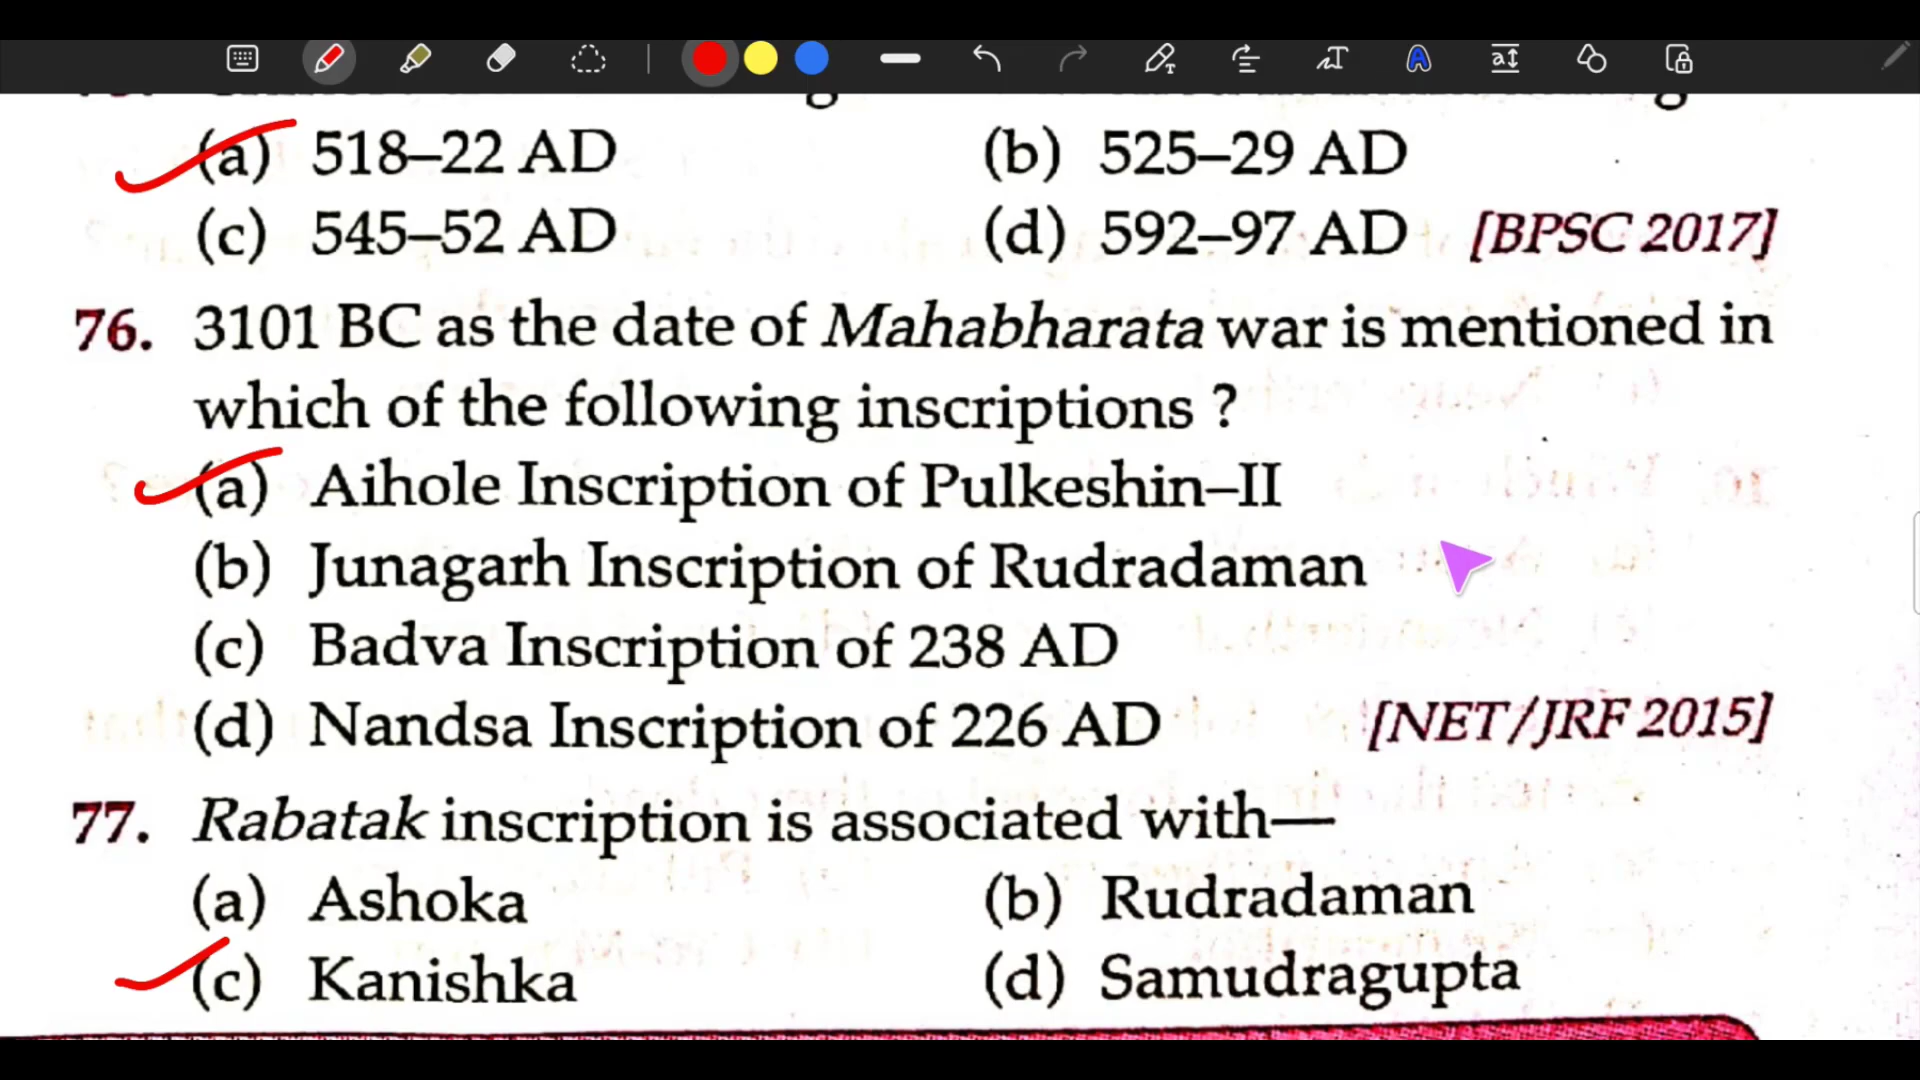 (a) 518–22 AD (b) 525–29 AD
(c) 545–52 AD (d) 592–97 AD [BPSC 2017]
76. 3101 BC as the date of Mahabharata war is mentioned in
which of the following inscriptions ?
(a) Aihole Inscription of Pulkeshin–II
(b) Junagarh Inscription of Rudradaman
(c) Badva Inscription of 238 AD
(d) Nandsa Inscription of 226 AD [NET/JRF 2015]
77. Rabatak inscription is associated with—
(a) Ashoka (b) Rudradaman
(c) Kanishka (d) Samudragupta